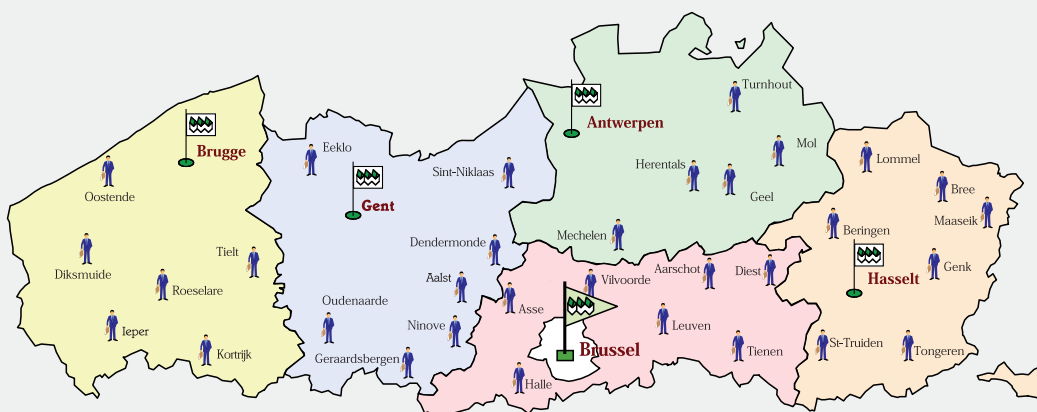 Turnhout
Antwerpen
Brugge
Eeklo
Mol
Lommel
Herentals
Sint-Niklaas
Oostende
Gent
Geel
Bree
Maaseik
Mechelen
Beringen
Dendermonde
Tielt
Diksmuide
Aarschot
Diest
Genk
Aalst
Vilvoorde
Hasselt
Roeselare
Oudenaarde
Asse
Ieper
Ninove
Leuven
Kortrijk
Geraardsbergen
Brussel
Tienen
St-Truiden
Tongeren
Halle